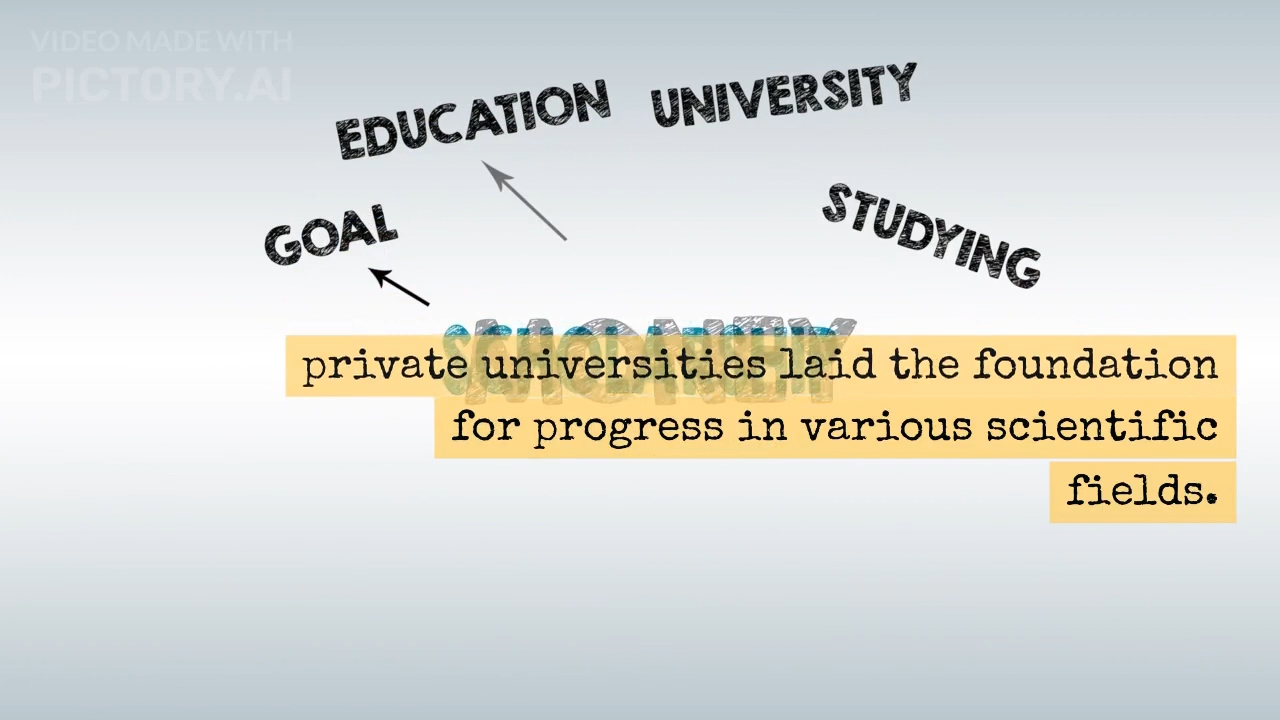 VIDEO MADE WITH
PICTORY.AI
EDUCATION
UNIVERSITY
GOAL
STUDYING
private universities laid the foundation
for progress in various scientific
fields.